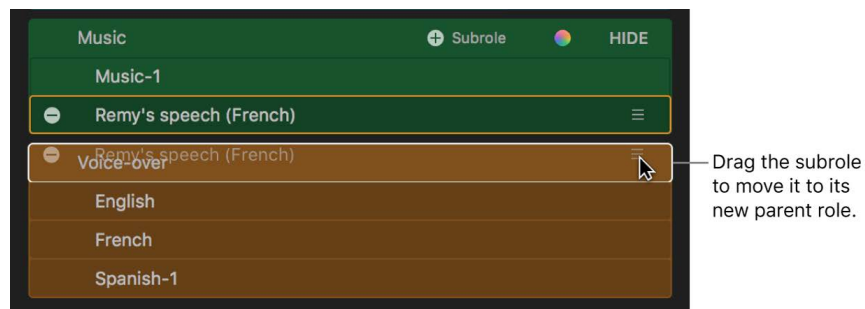 Music Subrole HIDE
Music-1
Remy's speech (French)
Remy's speech (French)
Voice-over
English
French
Spanish-1
Drag the subrole
to move it to its
new parent role.